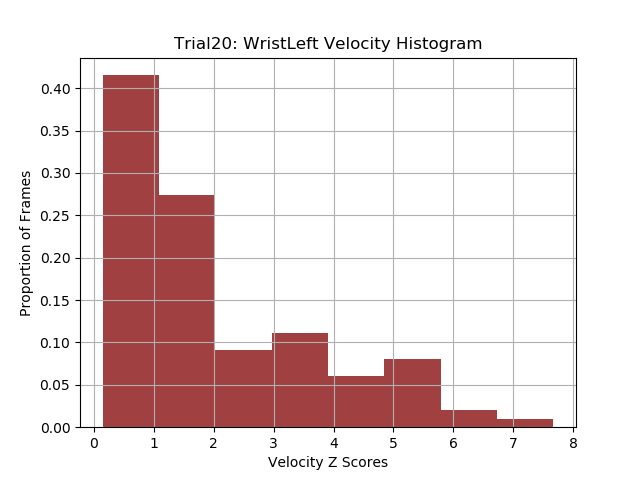 Trial20: WristLeft Velocity Histogram
Proportion of Frames
0.40
0.35
0.30
0.25
0.20
0.15
0.10
0.05
0.00
0 1 2 3 4 5 6 7 8
Velocity Z Scores